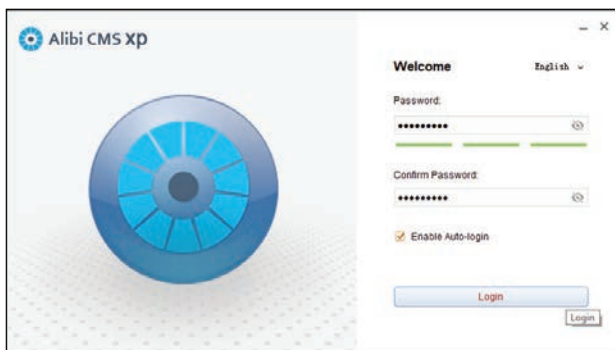 Alibi CMS XP
Welcome
English
Password:
•••••••••
Confirm Password:
•••••••••
Enable Auto-login
Login
Login